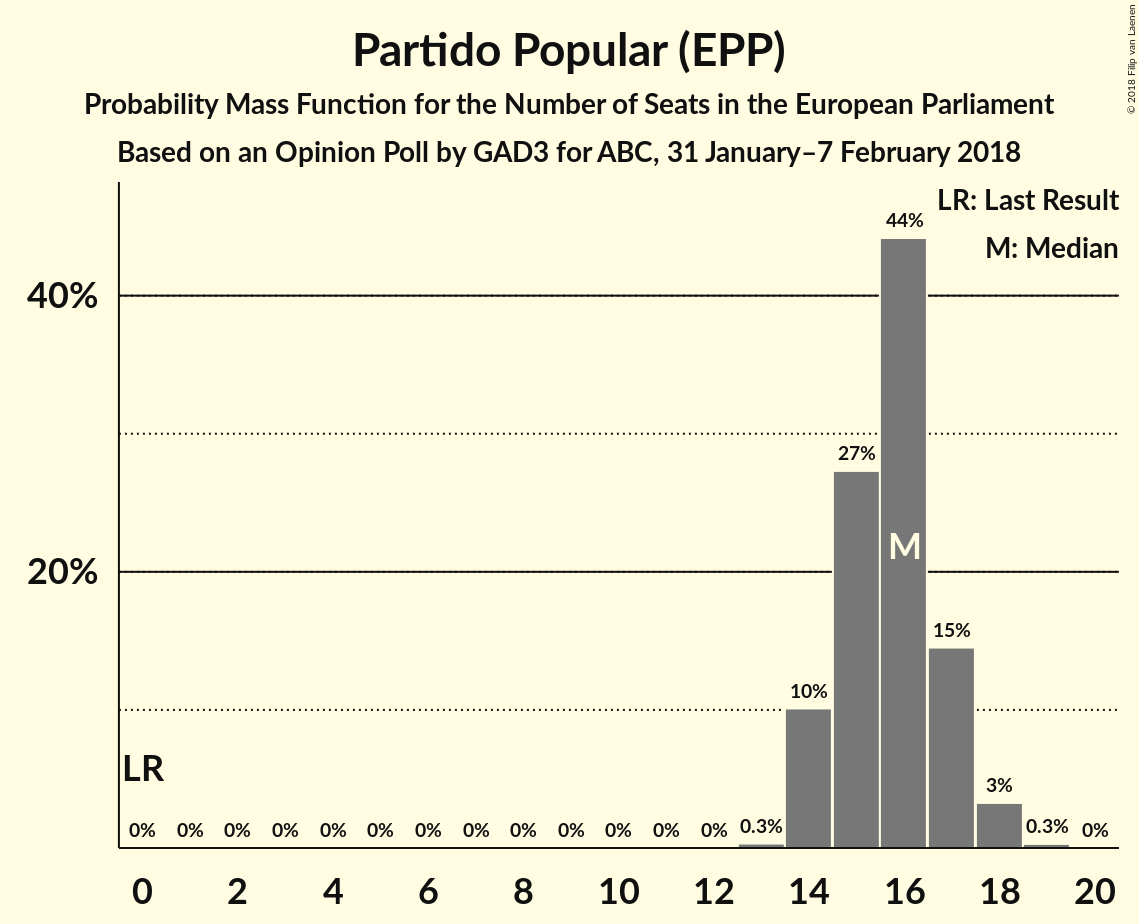 Partido Popular (EPP)
Probability Mass Function for the Number of Seats in the European Parliament
Based on an Opinion Poll by GAD3 for ABC, 31 January–7 February 2018
© 2018 Filip van Laenen
LR: Last Result
M: Median
44%
40%
27%
M
20%
15%
10%
LR
3%
0% 0% 0% 0% 0% 0% 0% 0% 0% 0% 0% 0% 0% 0.3% 0.3% 0%
0 2 4 6 8 10 12 14 16 18 20